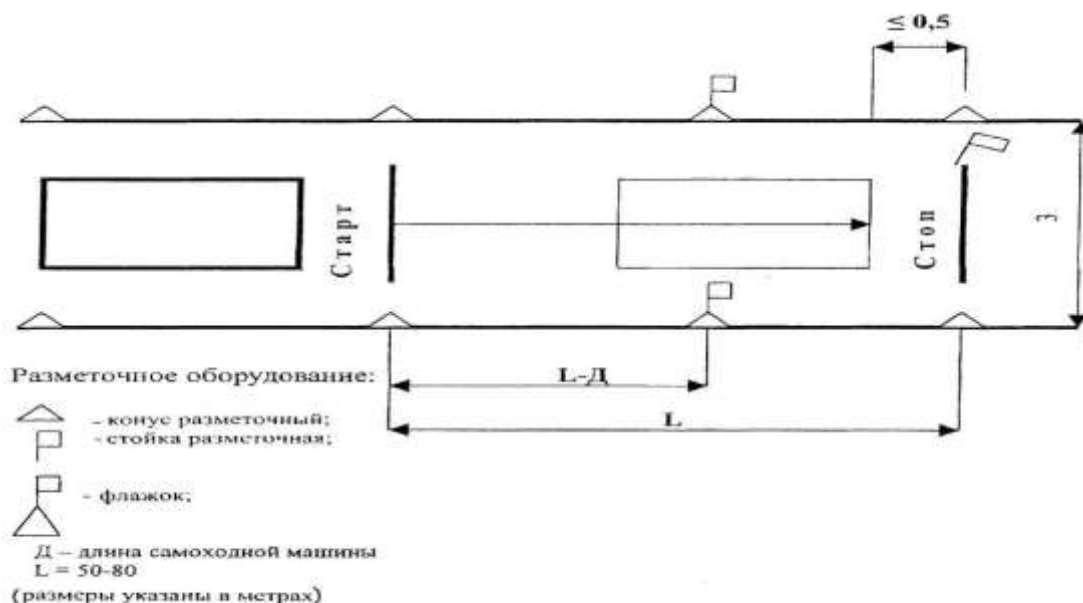 ≤ 0,5
Старт
Стоп
3
L-Д
L
Разметочное оборудование:
- конус разметочный;
- стойка разметочная;
- флажок;
Д – длина самоходной машины
L = 50-80
(размеры указаны в метрах)